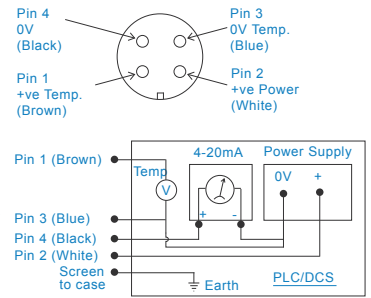 Pin 4
0V
(Black)
Pin 3
0V Temp.
(Blue)
Pin 1
+ve Temp.
(Brown)
Pin 2
+ve Power
(White)
4-20mA
Power Supply
Pin 1 (Brown)
Temp
0V
+
V
Pin 3 (Blue)
+
-
Pin 4 (Black)
Pin 2 (White)
Screen
to case
Earth
PLC/DCS